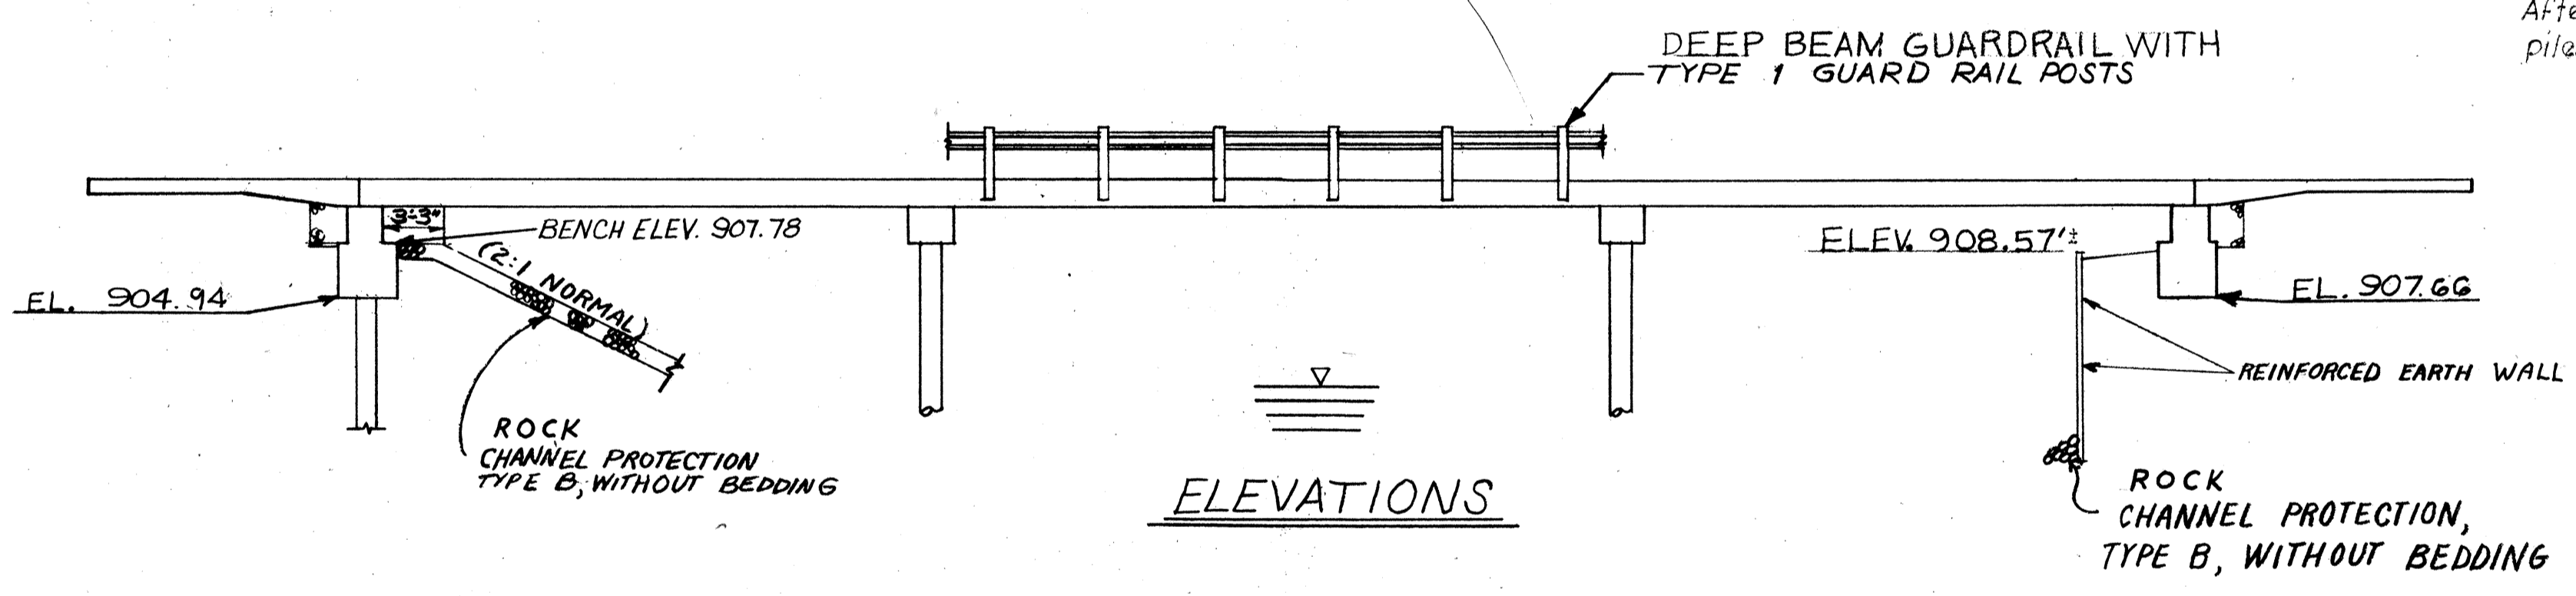 Afte
pile
DEEP BEAM GUARDRAIL WITH
TYPE 1 GUARD RAIL POSTS
3'-3"
BENCH ELEV. 907.78
(2:1 NORMAL)
ELEV. 908.57'±
EL. 904.94
EL. 907.66
REINFORCED EARTH WALL
ROCK
CHANNEL PROTECTION
TYPE B, WITHOUT BEDDING
ELEVATIONS
ROCK
CHANNEL PROTECTION,
TYPE B, WITHOUT BEDDING